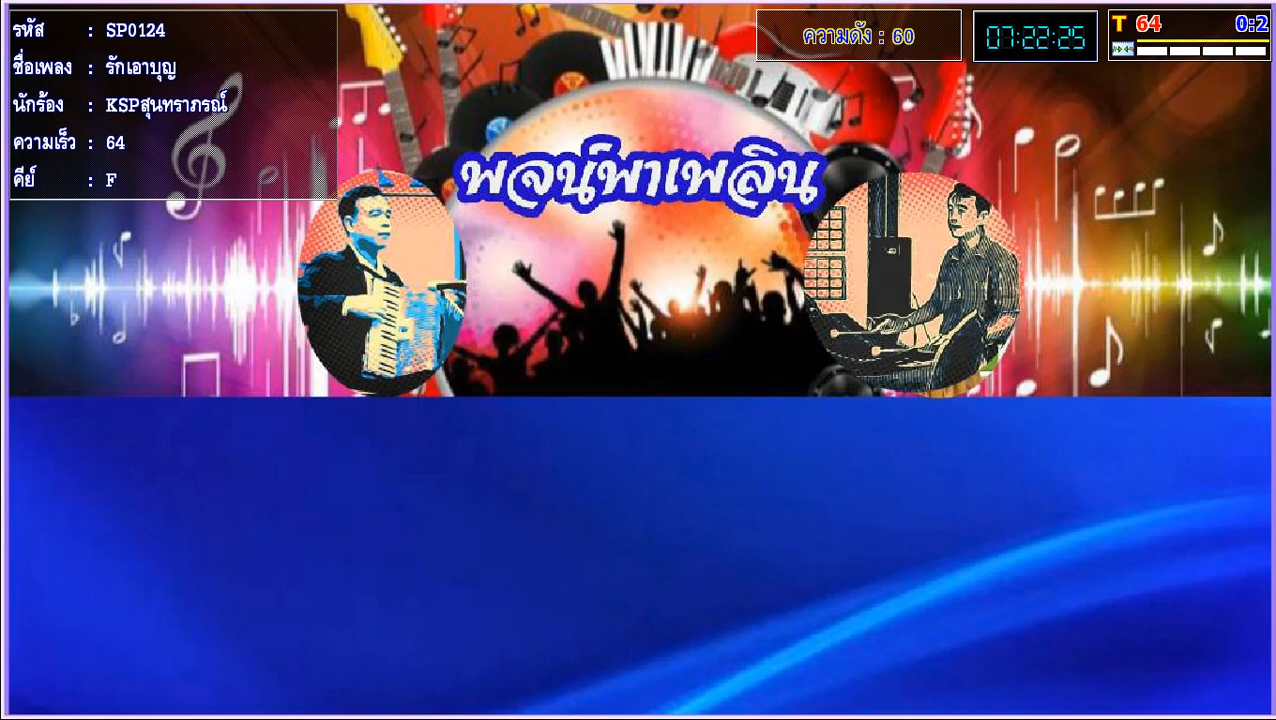 รหัส : SP0124
ชื่อเพลง : รักเอาบุญ
นักร้อง : KSPสุนทราภรณ์
ความเร็ว : 64
คีย์ : F
ความดัง : 60
07:22:25
T 64 0:2
พจน์พาเพลิน